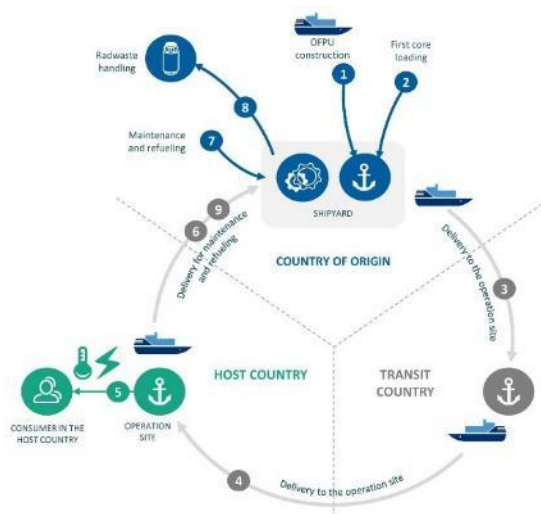 OFPU
construction
First core
loading
Radwaste
handling
1
2
8
Maintenance
and refueling
7
SHIPYARD
9
6
Delivery for maintenance
and refueling
COUNTRY OF ORIGIN
Delivery to the operation site
3
HOST COUNTRY
TRANSIT
COUNTRY
5
CONSUMER IN THE
HOST COUNTRY
OPERATION
SITE
4
Delivery to the operation site